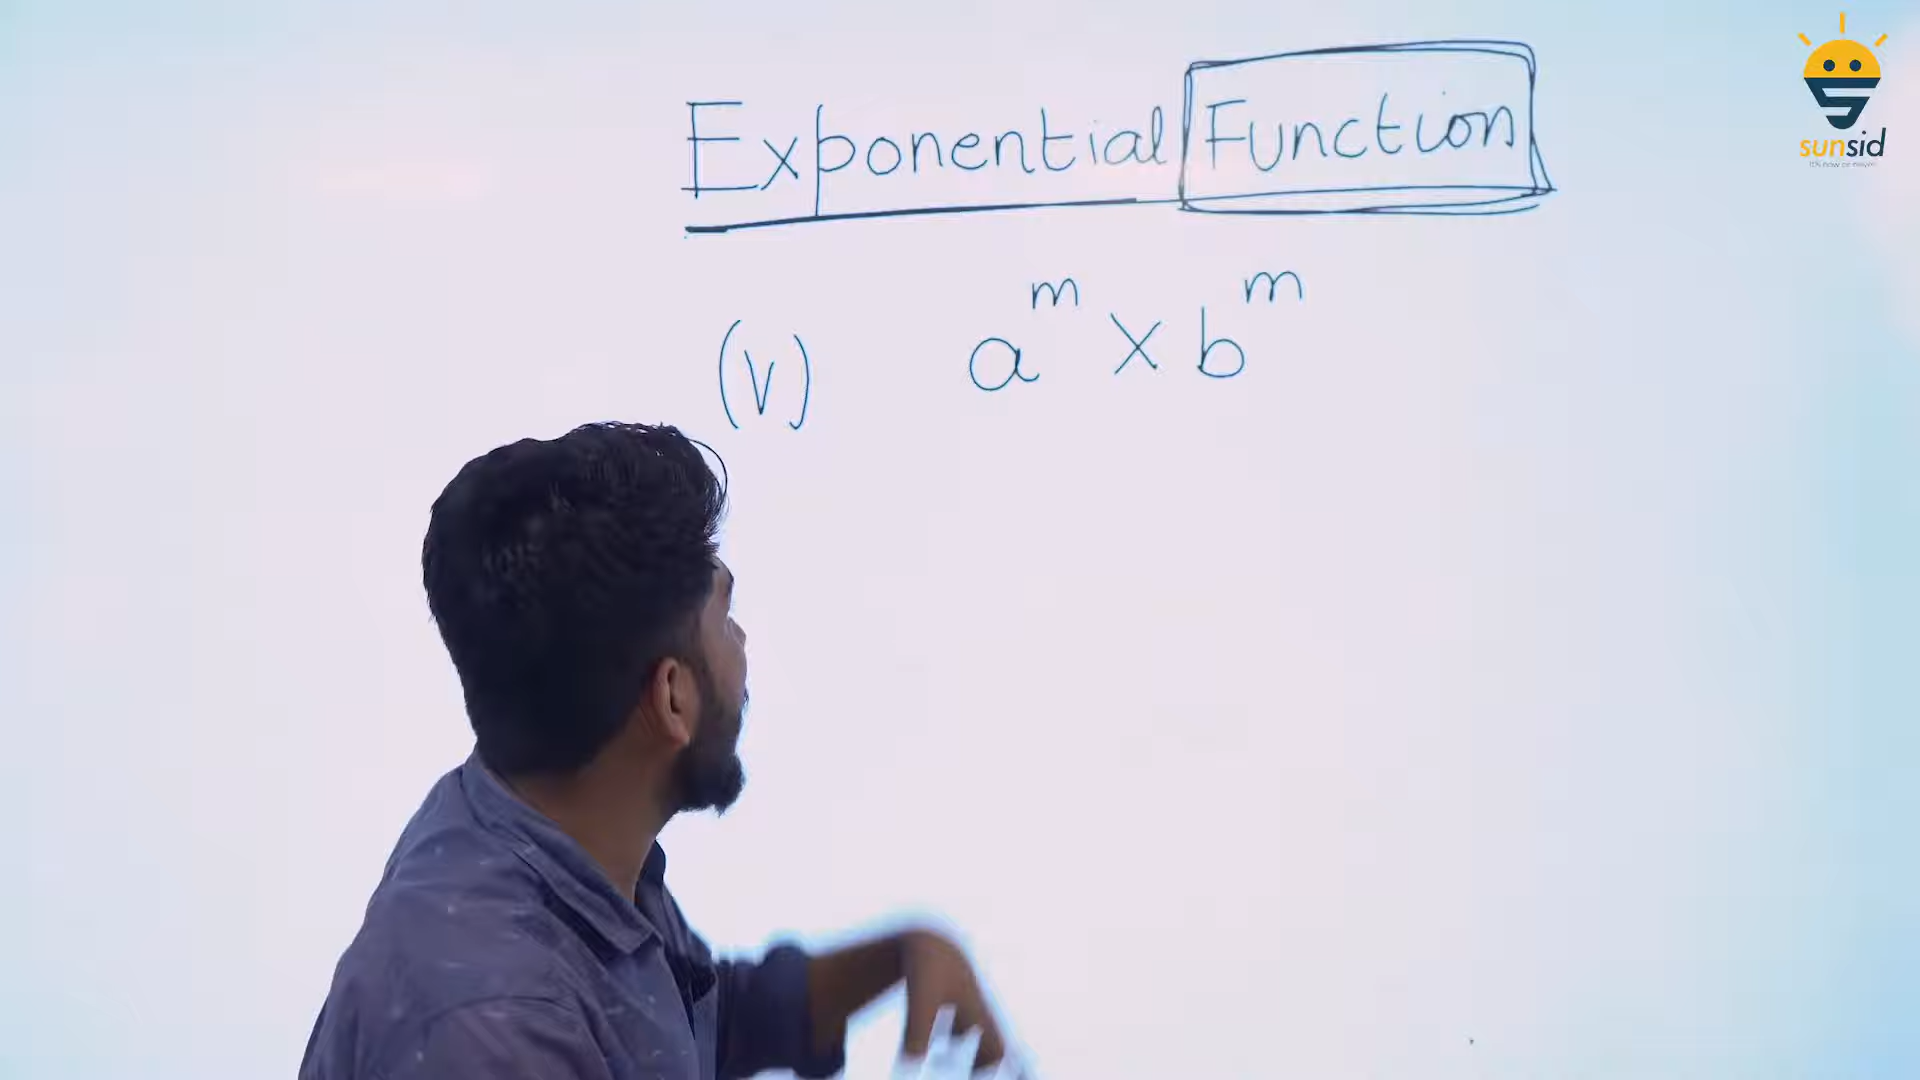 Exponential Function
(v) a^m × b^m
sunsid